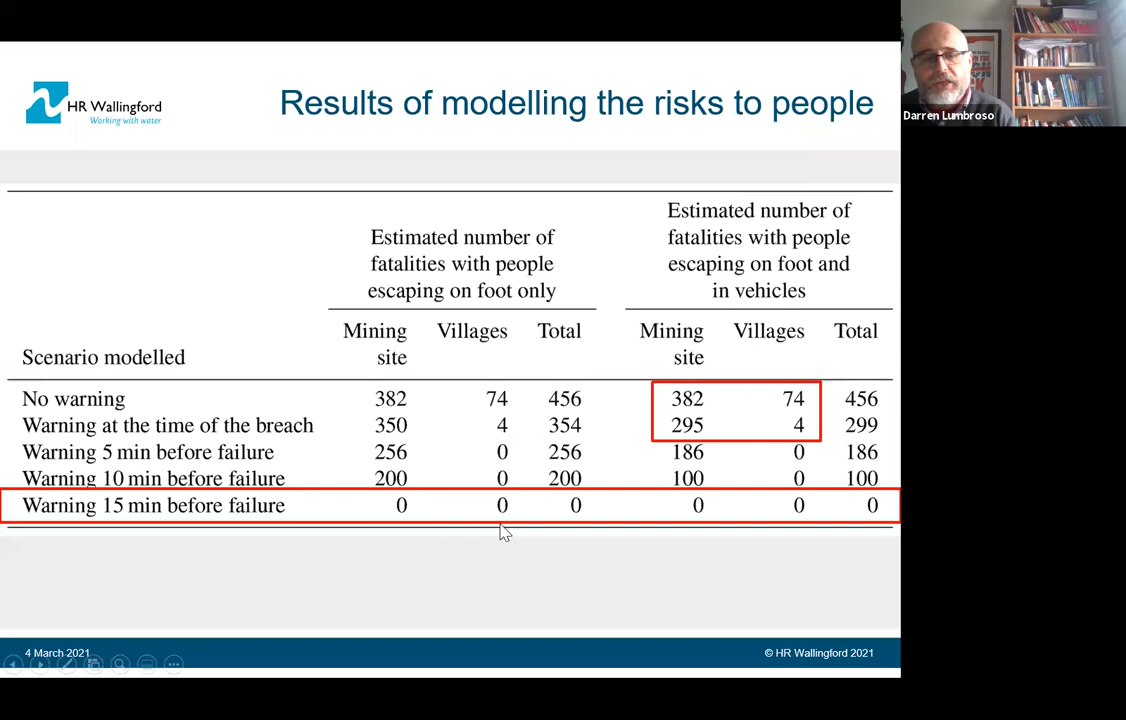 HR Wallingford
Working with water
Results of modelling the risks to people
Darren Lumbroso
Estimated number of
fatalities with people
escaping on foot only
Estimated number of
fatalities with people
escaping on foot and
in vehicles
Scenario modelled
Mining
site
Villages
Total
Mining
site
Villages
Total
No warning 382 74 456 382 74 456
Warning at the time of the breach 350 4 354 295 4 299
Warning 5 min before failure 256 0 256 186 0 186
Warning 10 min before failure 200 0 200 100 0 100
Warning 15 min before failure 0 0 0 0 0 0
4 March 2021
© HR Wallingford 2021